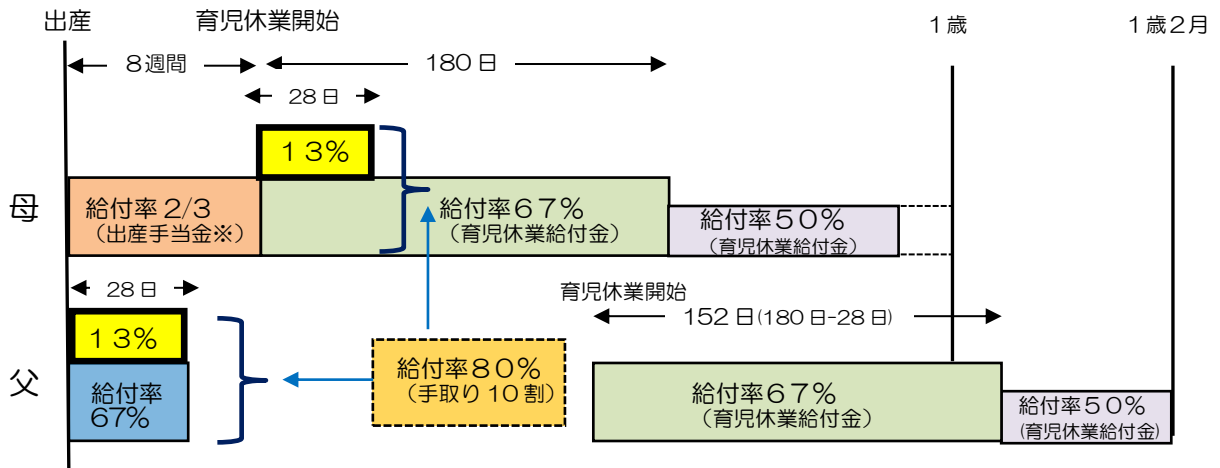 出産
育児休業開始
1歳
1歳2月
8週間
180日
28日
13%
母
給付率2/3
（出産手当金※）
給付率67%
（育児休業給付金）
給付率50%
（育児休業給付金）
28日
育児休業開始
152日(180日-28日)
13%
父
給付率
67%
給付率80%
（手取り10割）
給付率67%
（育児休業給付金）
給付率50%
（育児休業給付金）